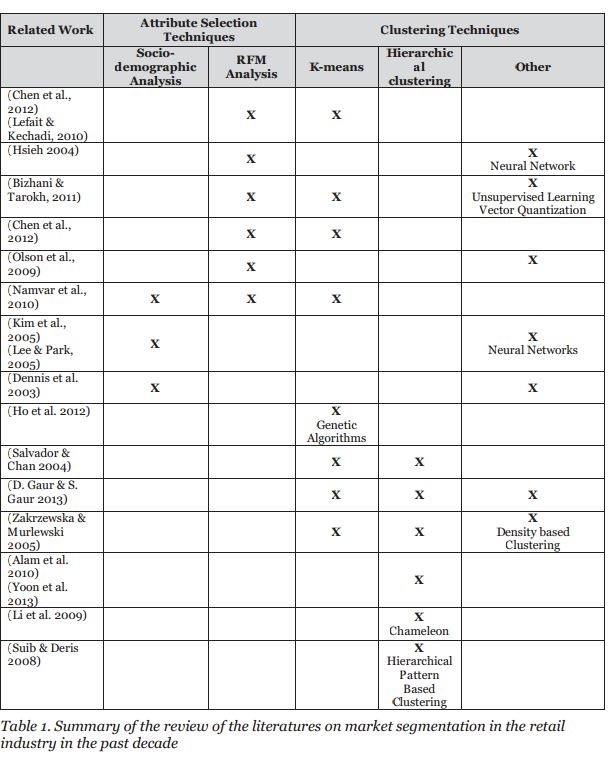 Related Work
Attribute Selection
Techniques
Clustering Techniques
Socio-
demographic
Analysis
RFM
Analysis
K-means
Hierarchic
al
clustering
Other
(Chen et al.,
2012)
(Lefait &
Kechadi, 2010)
X
X
(Hsieh 2004)
X
X
Neural Network
(Bizhani &
Tarokh, 2011)
X
X
X
Unsupervised Learning
Vector Quantization
(Chen et al.,
2012)
X
X
(Olson et al.,
2009)
X
X
(Namvar et al.,
2010)
X
X
X
(Kim et al.,
2005)
(Lee & Park,
2005)
X
X
Neural Networks
(Dennis et al.
2003)
X
X
(Ho et al. 2012)
X
Genetic
Algorithms
(Salvador &
Chan 2004)
X
X
(D. Gaur & S.
Gaur 2013)
X
X
X
(Zakrzewska &
Murlewski
2005)
X
X
X
Density based
Clustering
(Alam et al.
2010)
(Yoon et al.
2013)
X
(Li et al. 2009)
X
Chameleon
(Suib & Deris
2008)
X
Hierarchical
Pattern
Based
Clustering
Table 1. Summary of the review of the literatures on market segmentation in the retail
industry in the past decade